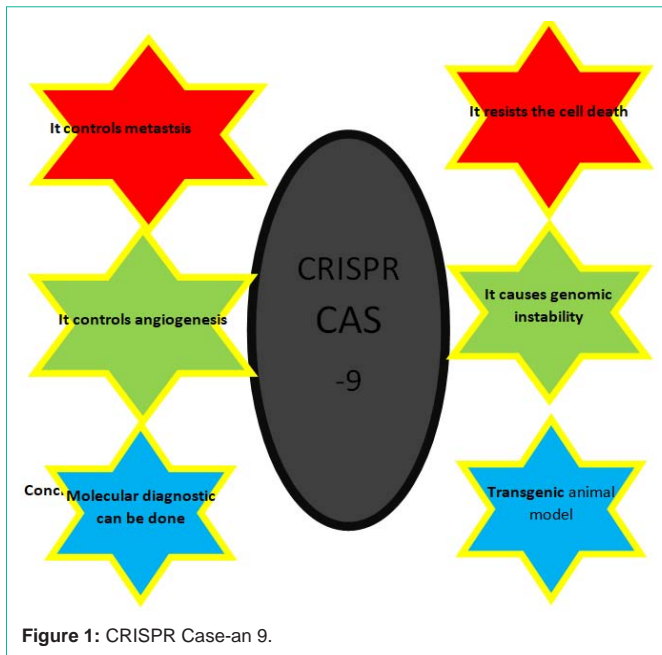 It controls metastsis
It resists the cell death
CRISPR
CAS
-9
It controls angiogenesis
It causes genomic
instability
Conc
Molecular diagnostic
can be done
Transgenic animal
model
Figure 1: CRISPR Case-an 9.